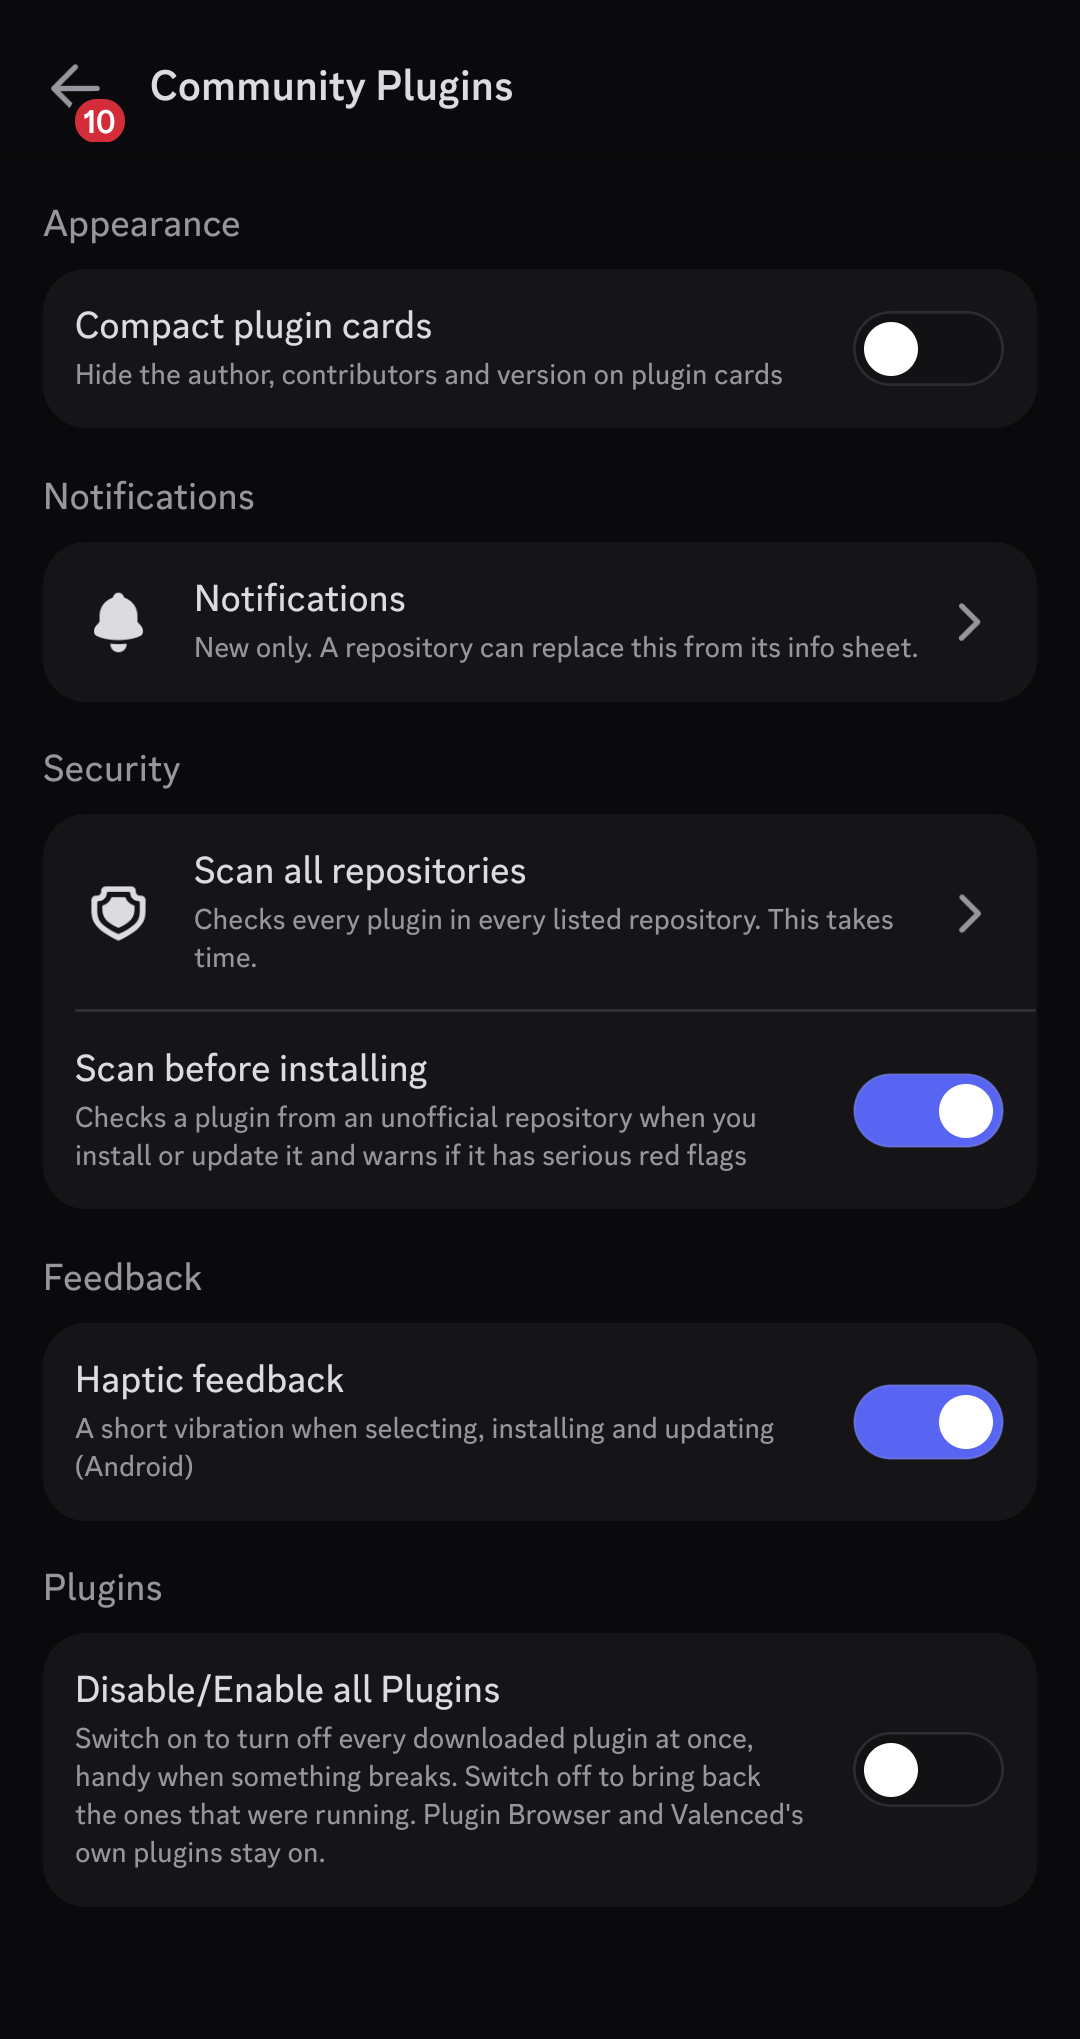 Community Plugins
10
Appearance
Compact plugin cards
Hide the author, contributors and version on plugin cards
Notifications
Notifications
New only. A repository can replace this from its info sheet.
Security
Scan all repositories
Checks every plugin in every listed repository. This takes
time.
Scan before installing
Checks a plugin from an unofficial repository when you
install or update it and warns if it has serious red flags
Feedback
Haptic feedback
A short vibration when selecting, installing and updating
(Android)
Plugins
Disable/Enable all Plugins
Switch on to turn off every downloaded plugin at once,
handy when something breaks. Switch off to bring back
the ones that were running. Plugin Browser and Valenced's
own plugins stay on.